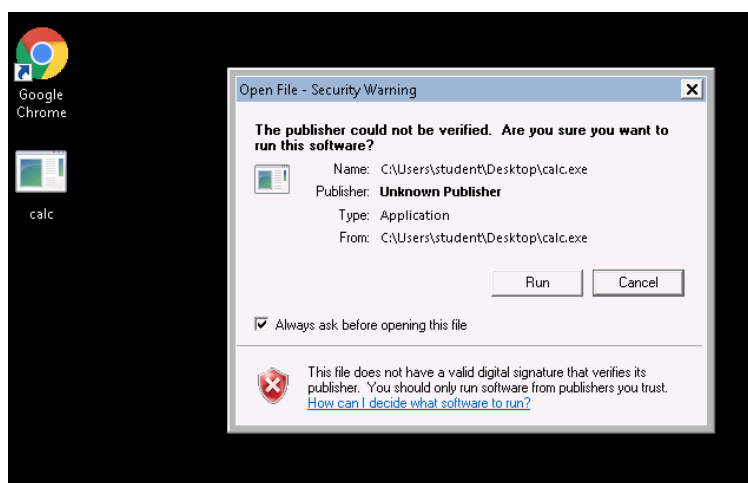 Google
Chrome
calc
Open File - Security Warning
The publisher could not be verified.  Are you sure you want to
run this software?
Name: C:\Users\student\Desktop\calc.exe
Publisher: Unknown Publisher
Type: Application
From: C:\Users\student\Desktop\calc.exe
Run Cancel
Always ask before opening this file
This file does not have a valid digital signature that verifies its
publisher.  You should only run software from publishers you trust.
How can I decide what software to run?